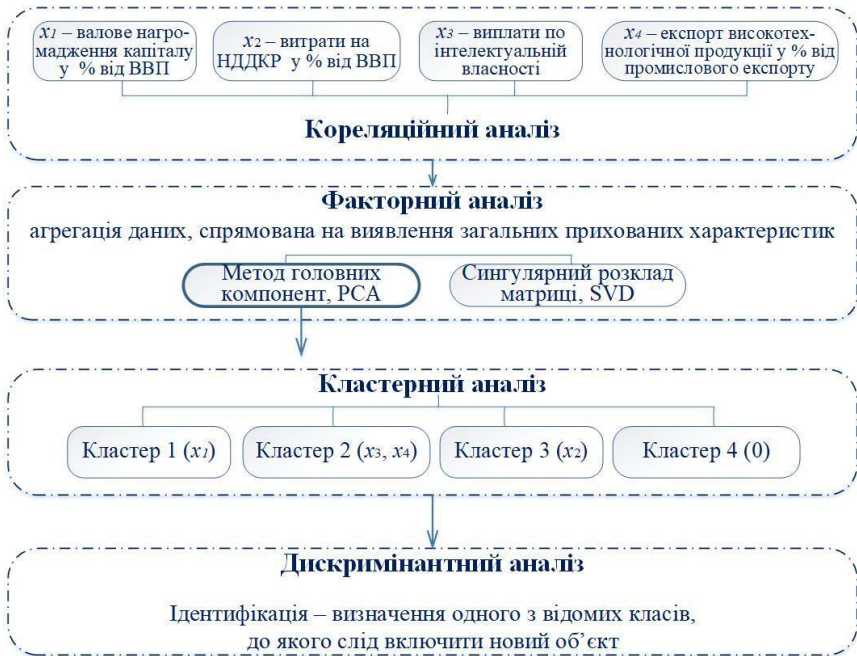 x1 – валове нагро-
мадження капіталу
у % від ВВП
x2 – витрати на
НДДКР у % від ВВП
x3 – виплати по
інтелектуальній
власності
x4 – експорт високотех-
нологічної продукції у % від
промислового експорту
Кореляційний аналіз
Факторний аналіз
агрегація даних, спрямована на виявлення загальних прихованих характеристик
Метод головних
компонент, PCA
Сингулярний розклад
матриці, SVD
Кластерний аналіз
Кластер 1 (x1)
Кластер 2 (x3, x4)
Кластер 3 (x2)
Кластер 4 (0)
Дискримінантний аналіз
Ідентифікація – визначення одного з відомих класів,
до якого слід включити новий об’єкт